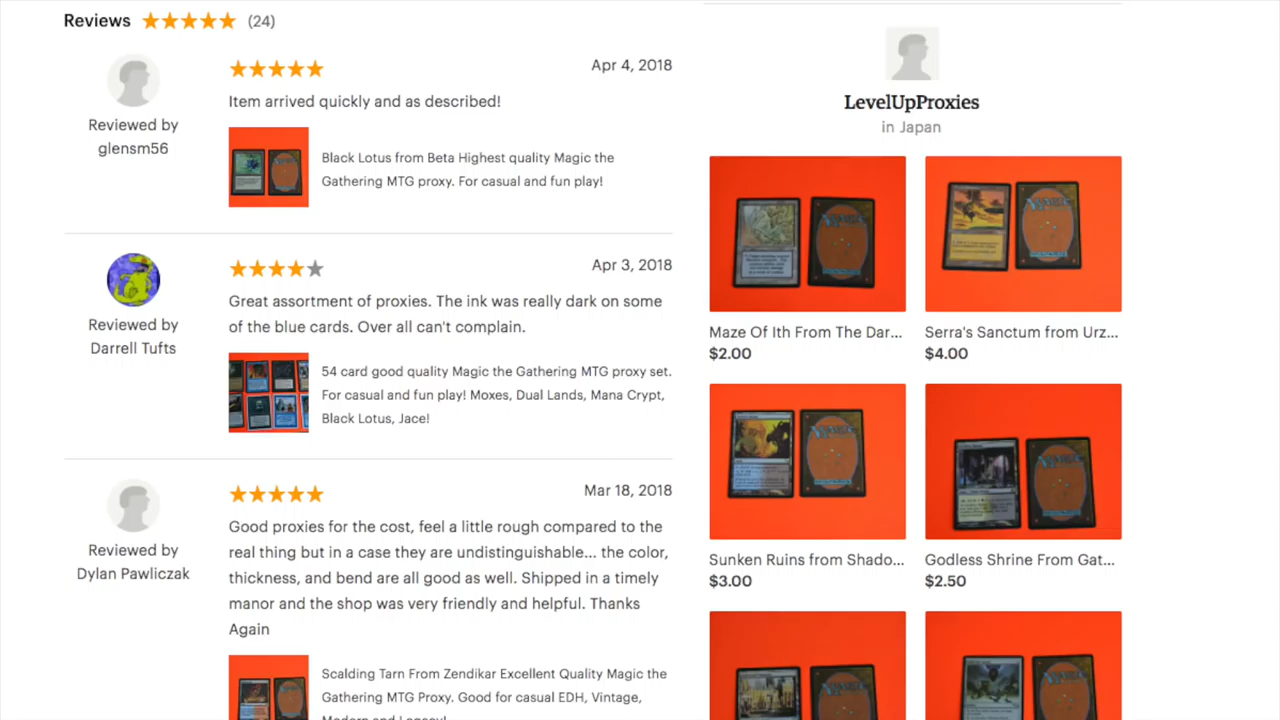 Reviews (24)
Apr 4, 2018
Item arrived quickly and as described!
Reviewed by
glensm56
Black Lotus from Beta Highest quality Magic the
Gathering MTG proxy. For casual and fun play!
Apr 3, 2018
Great assortment of proxies. The ink was really dark on some
of the blue cards. Over all can't complain.
Reviewed by
Darrell Tufts
54 card good quality Magic the Gathering MTG proxy set.
For casual and fun play! Moxes, Dual Lands, Mana Crypt,
Black Lotus, Jace!
Mar 18, 2018
Good proxies for the cost, feel a little rough compared to the
real thing but in a case they are undistinguishable... the color,
thickness, and bend are all good as well. Shipped in a timely
manor and the shop was very friendly and helpful. Thanks
Again
Reviewed by
Dylan Pawliczak
Scalding Tarn From Zendikar Excellent Quality Magic the
Gathering MTG Proxy. Good for casual EDH, Vintage,
Modern and Legacy!
LevelUpProxies
in Japan
Maze Of Ith From The Dar...
$2.00
Serra's Sanctum from Urz...
$4.00
Sunken Ruins from Shado...
$3.00
Godless Shrine From Gat...
$2.50